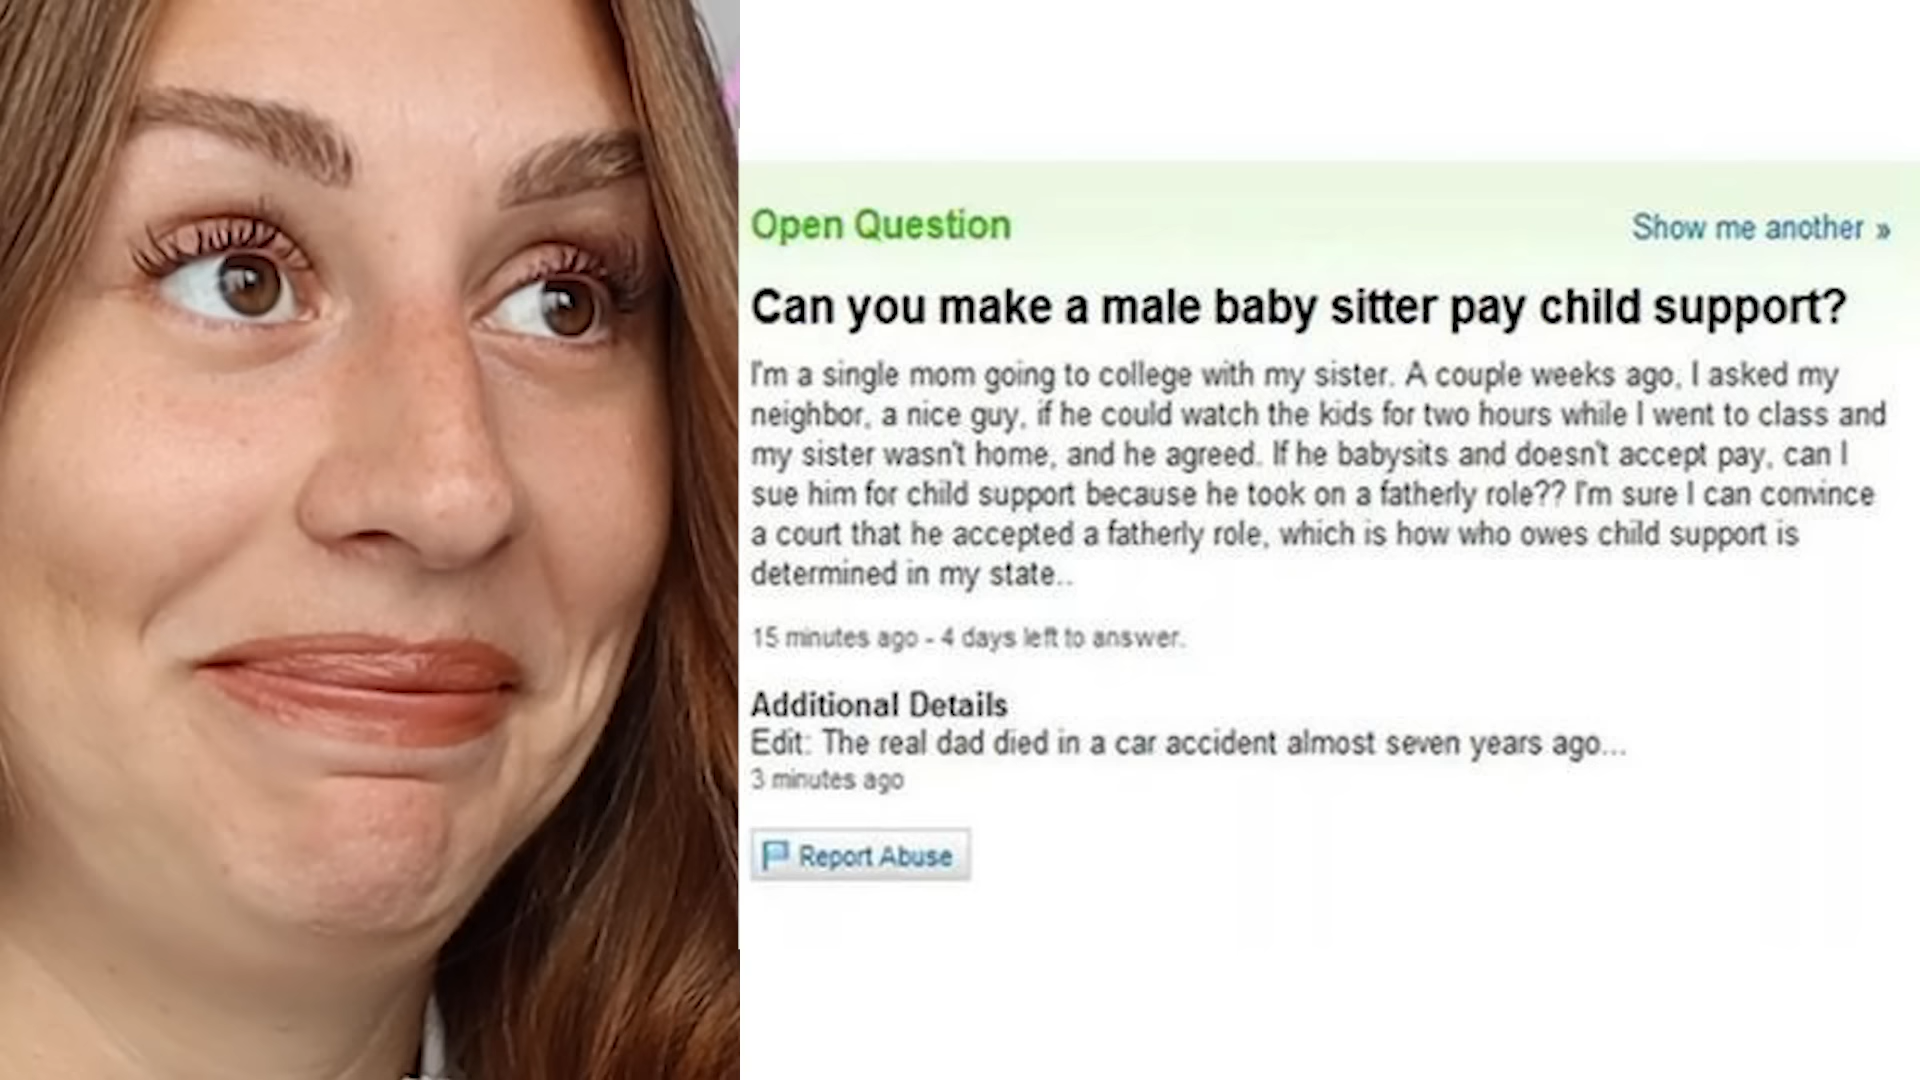 Open Question
Show me another »
Can you make a male baby sitter pay child support?
I'm a single mom going to college with my sister. A couple weeks ago, I asked my
neighbor, a nice guy, if he could watch the kids for two hours while I went to class and
my sister wasn't home, and he agreed. If he babysits and doesn't accept pay, can I
sue him for child support because he took on a fatherly role?? I'm sure I can convince
a court that he accepted a fatherly role, which is how who owes child support is
determined in my state..
15 minutes ago - 4 days left to answer.
Additional Details
Edit: The real dad died in a car accident almost seven years ago...
3 minutes ago
Report Abuse